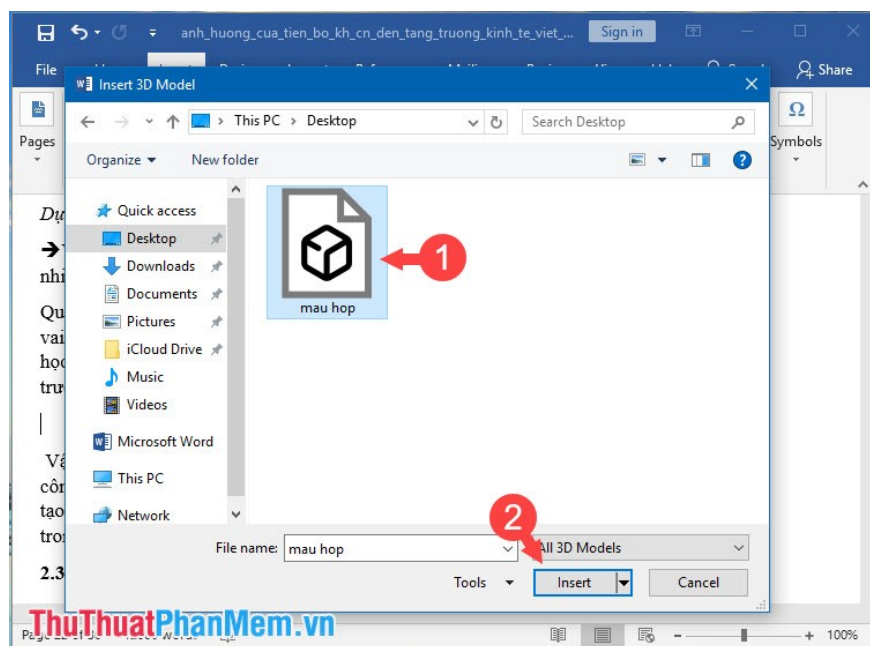 anh_huong_cua_tien_bo_kh_cn_den_tang_truong_kinh_te_viet_... Sign in
File Share
Insert 3D Model
This PC > Desktop Search Desktop
Organize New folder
Pages
Symbols
Ω
?
Quick access
Desktop
Downloads
Documents
Pictures
iCloud Drive
Music
Videos
Microsoft Word
This PC
Network
mau hop
1
2
Dụ
nhi
Qu
vai
học
trư
Vậ
côn
tạo
tron
2.3
File name: mau hop All 3D Models
Tools Insert Cancel
ThuThuatPhanMem.vn
100%